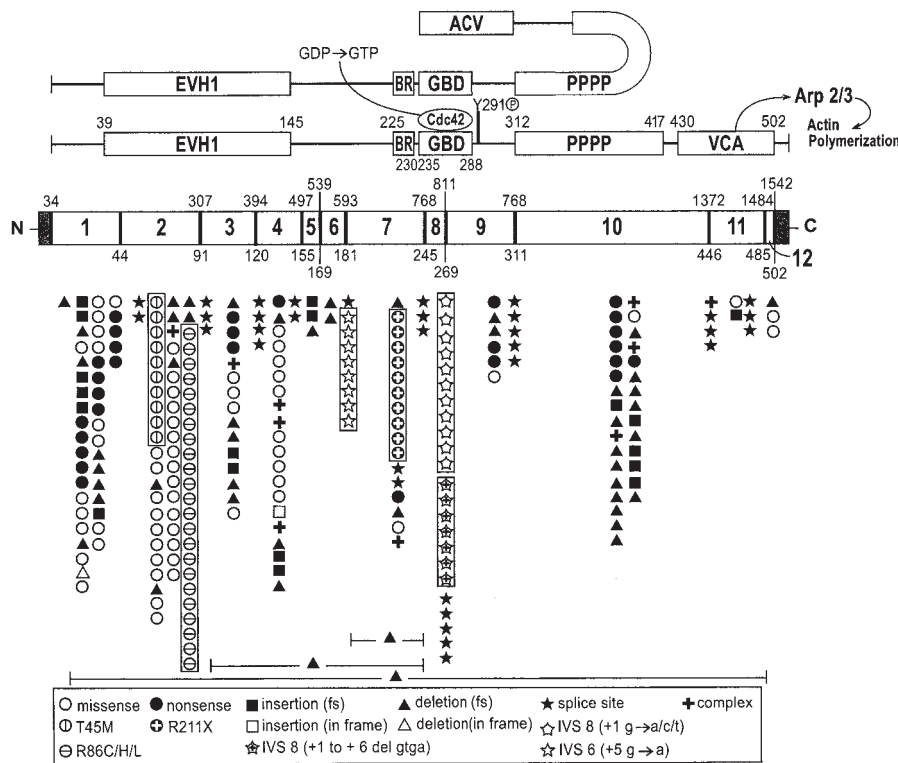 ACV
GDP→GTP
EVH1 BR GBD PPPP
Cdc42 Y291Ⓟ
Arp 2/3
Actin Polymerization
39 145 225 312 417 430 502
EVH1 BR GBD PPPP VCA
230 235 288
539 811 1542
34 307 394 497 593 768 768 1372 1484
N 1 2 3 4 5 6 7 8 9 10 11 C
12
44 91 120 155 181 245 311 446 485
169 269 502
missense nonsense insertion (fs) deletion (fs) splice site complex
T45M R211X insertion (in frame) deletion(in frame) IVS 8 (+1 g→a/c/t)
R86C/H/L IVS 8 (+1 to + 6 del gtga) IVS 6 (+5 g→a)